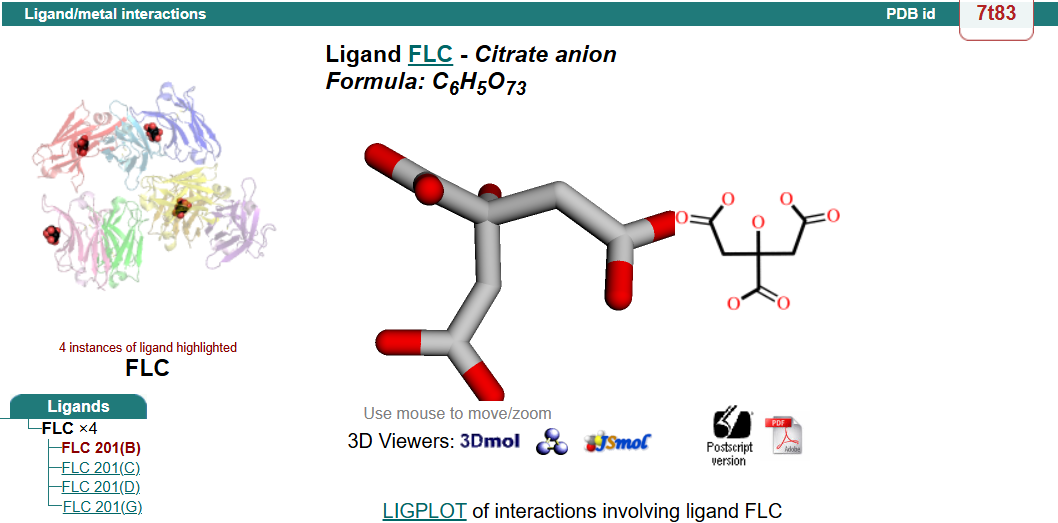 Ligand/metal interactions PDB id 7t83
Ligand FLC - Citrate anion
Formula: C6H5O73
4 instances of ligand highlighted
FLC
Ligands
FLC ×4
FLC 201(B)
FLC 201(C)
FLC 201(D)
FLC 201(G)
O O O O
O
O O
Use mouse to move/zoom
3D Viewers: 3Dmol JSmol
Postscript
version
PDF
Adobe
LIGPLOT of interactions involving ligand FLC